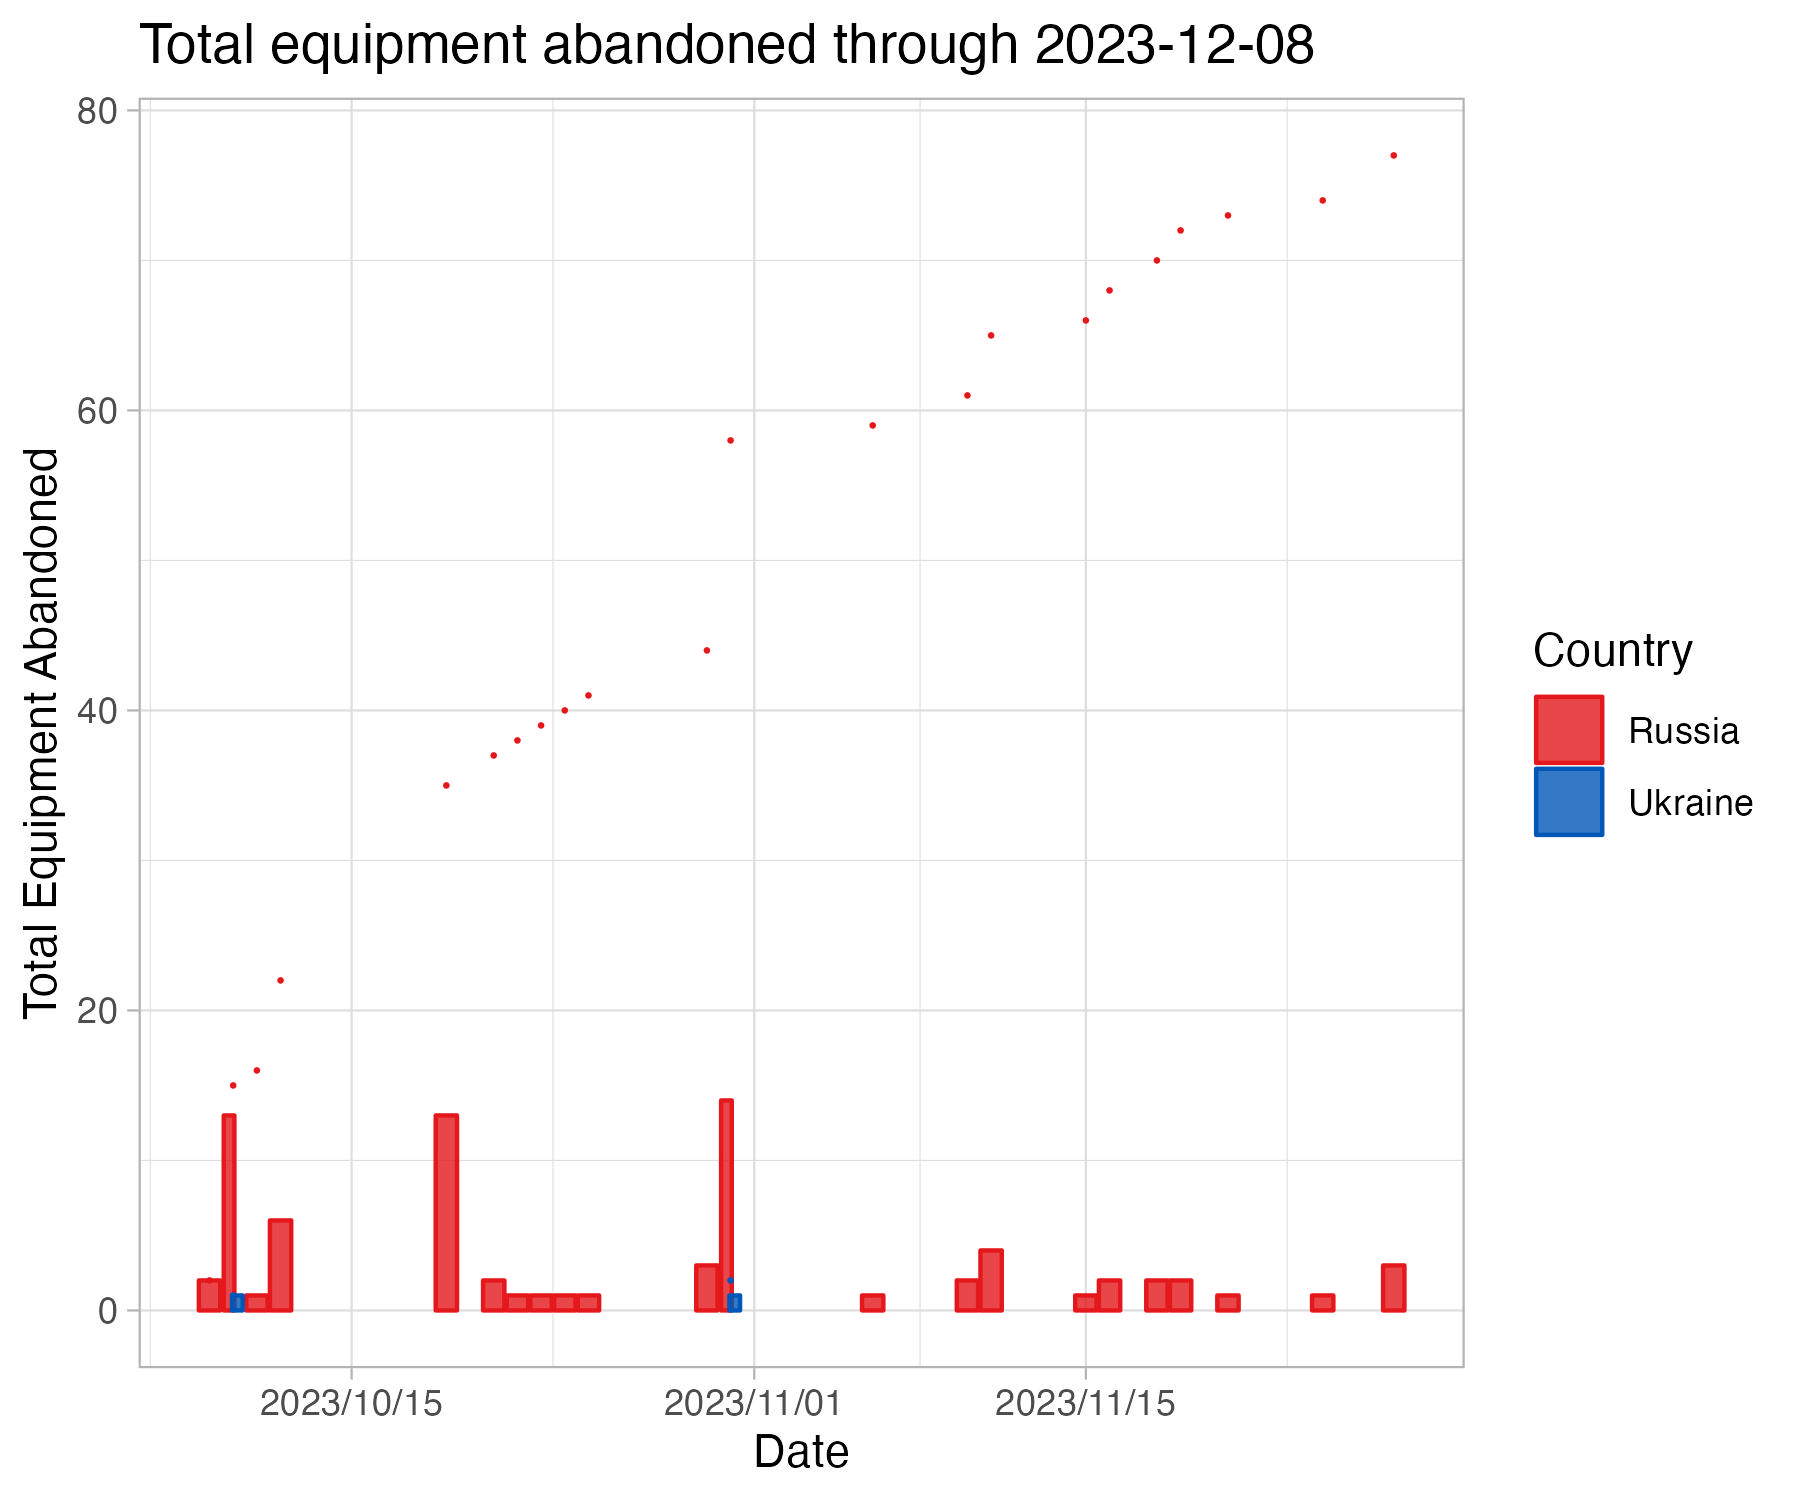 Total equipment abandoned through 2023-12-08
Total Equipment Abandoned
80
60
40
20
0
2023/10/15
2023/11/01
2023/11/15
Date
Country
Russia
Ukraine